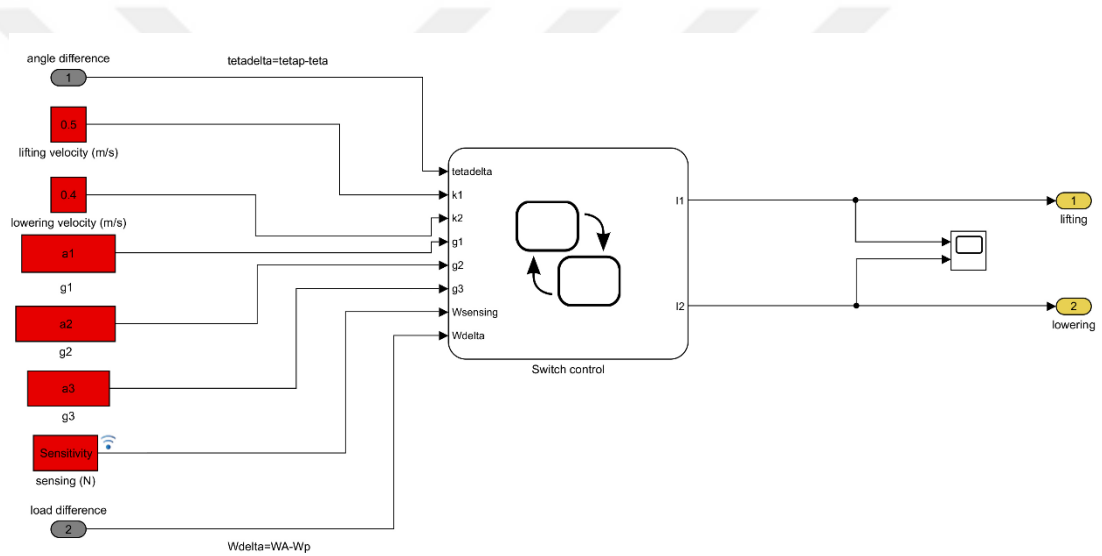 angle difference
1
tetadelta=tetap-teta
0.5
lifting velocity (m/s)
0.4
lowering velocity (m/s)
a1
g1
a2
g2
a3
g3
Sensitivity
sensing (N)
load difference
2
Wdelta=WA-Wp
tetadelta
k1
k2
g1
g2
g3
Wsensing
Wdelta
l1
l2
Switch control
1
lifting
2
lowering